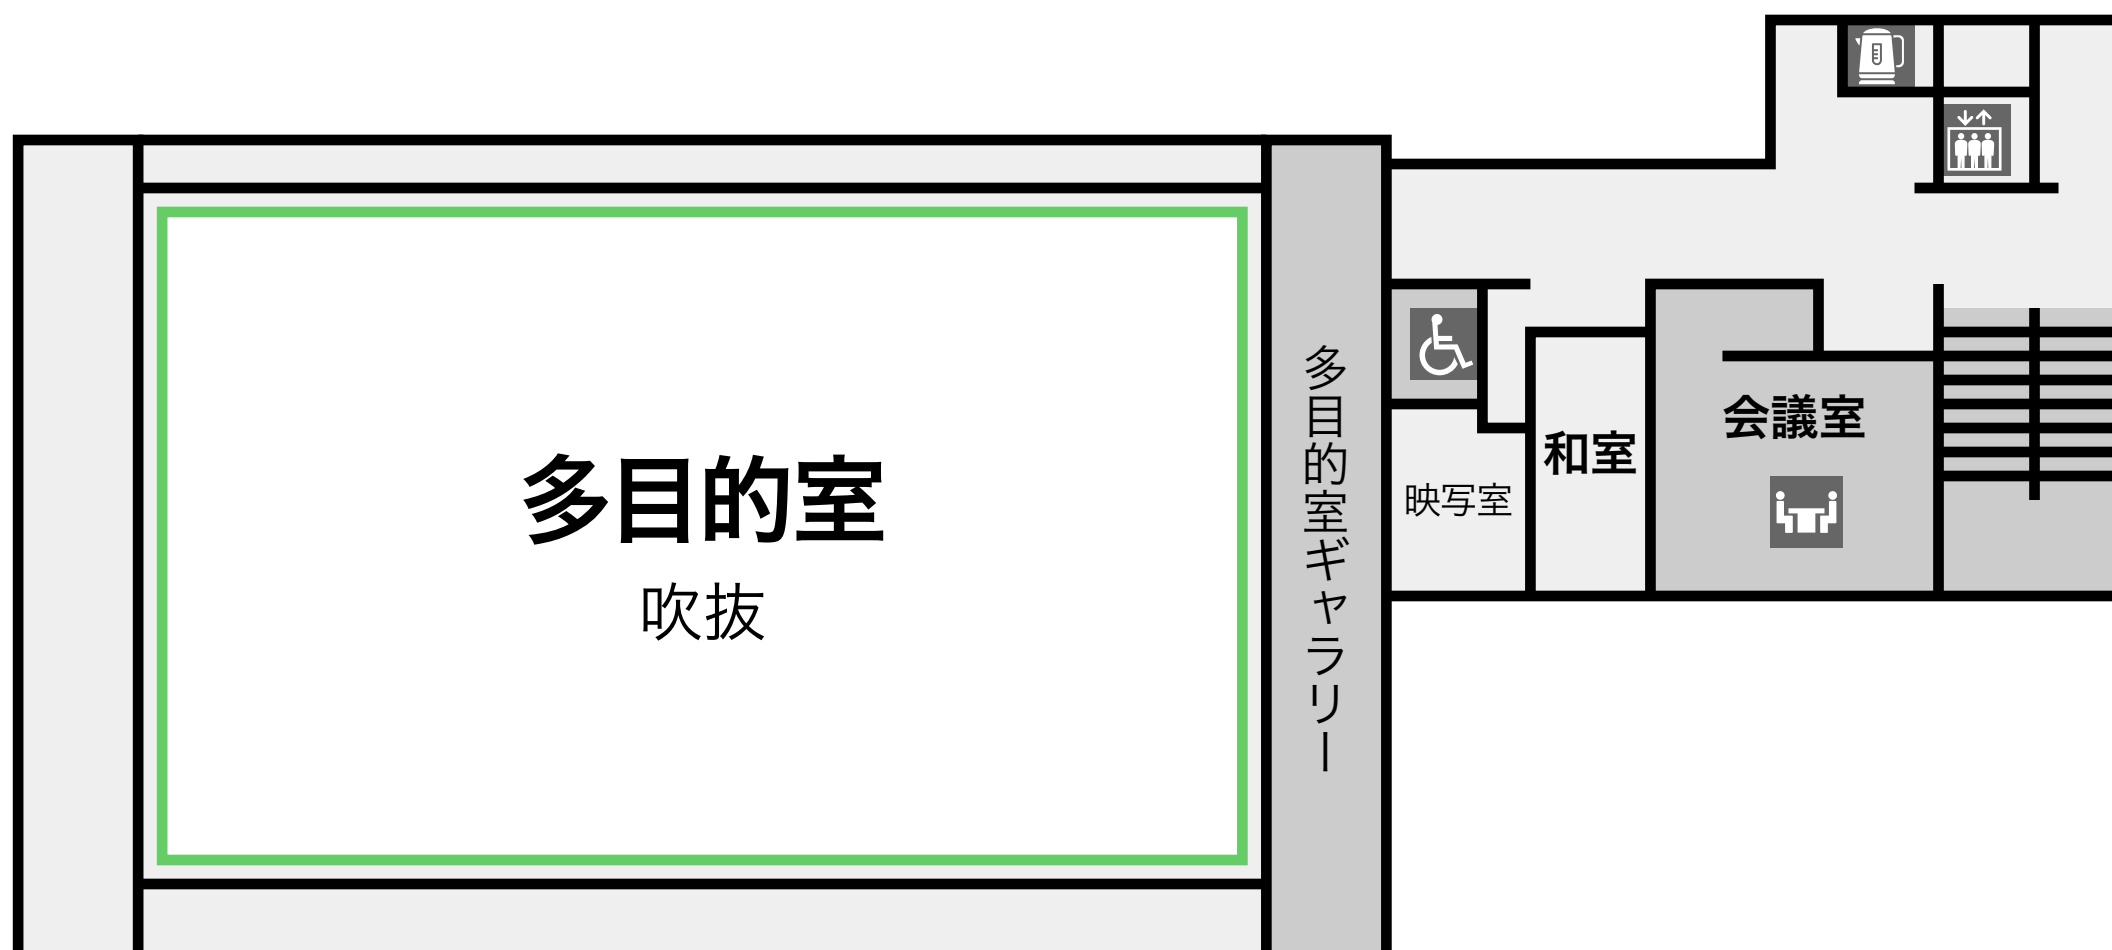 多目的室
吹抜
多目的室ギャラリー
映写室
和室
会議室